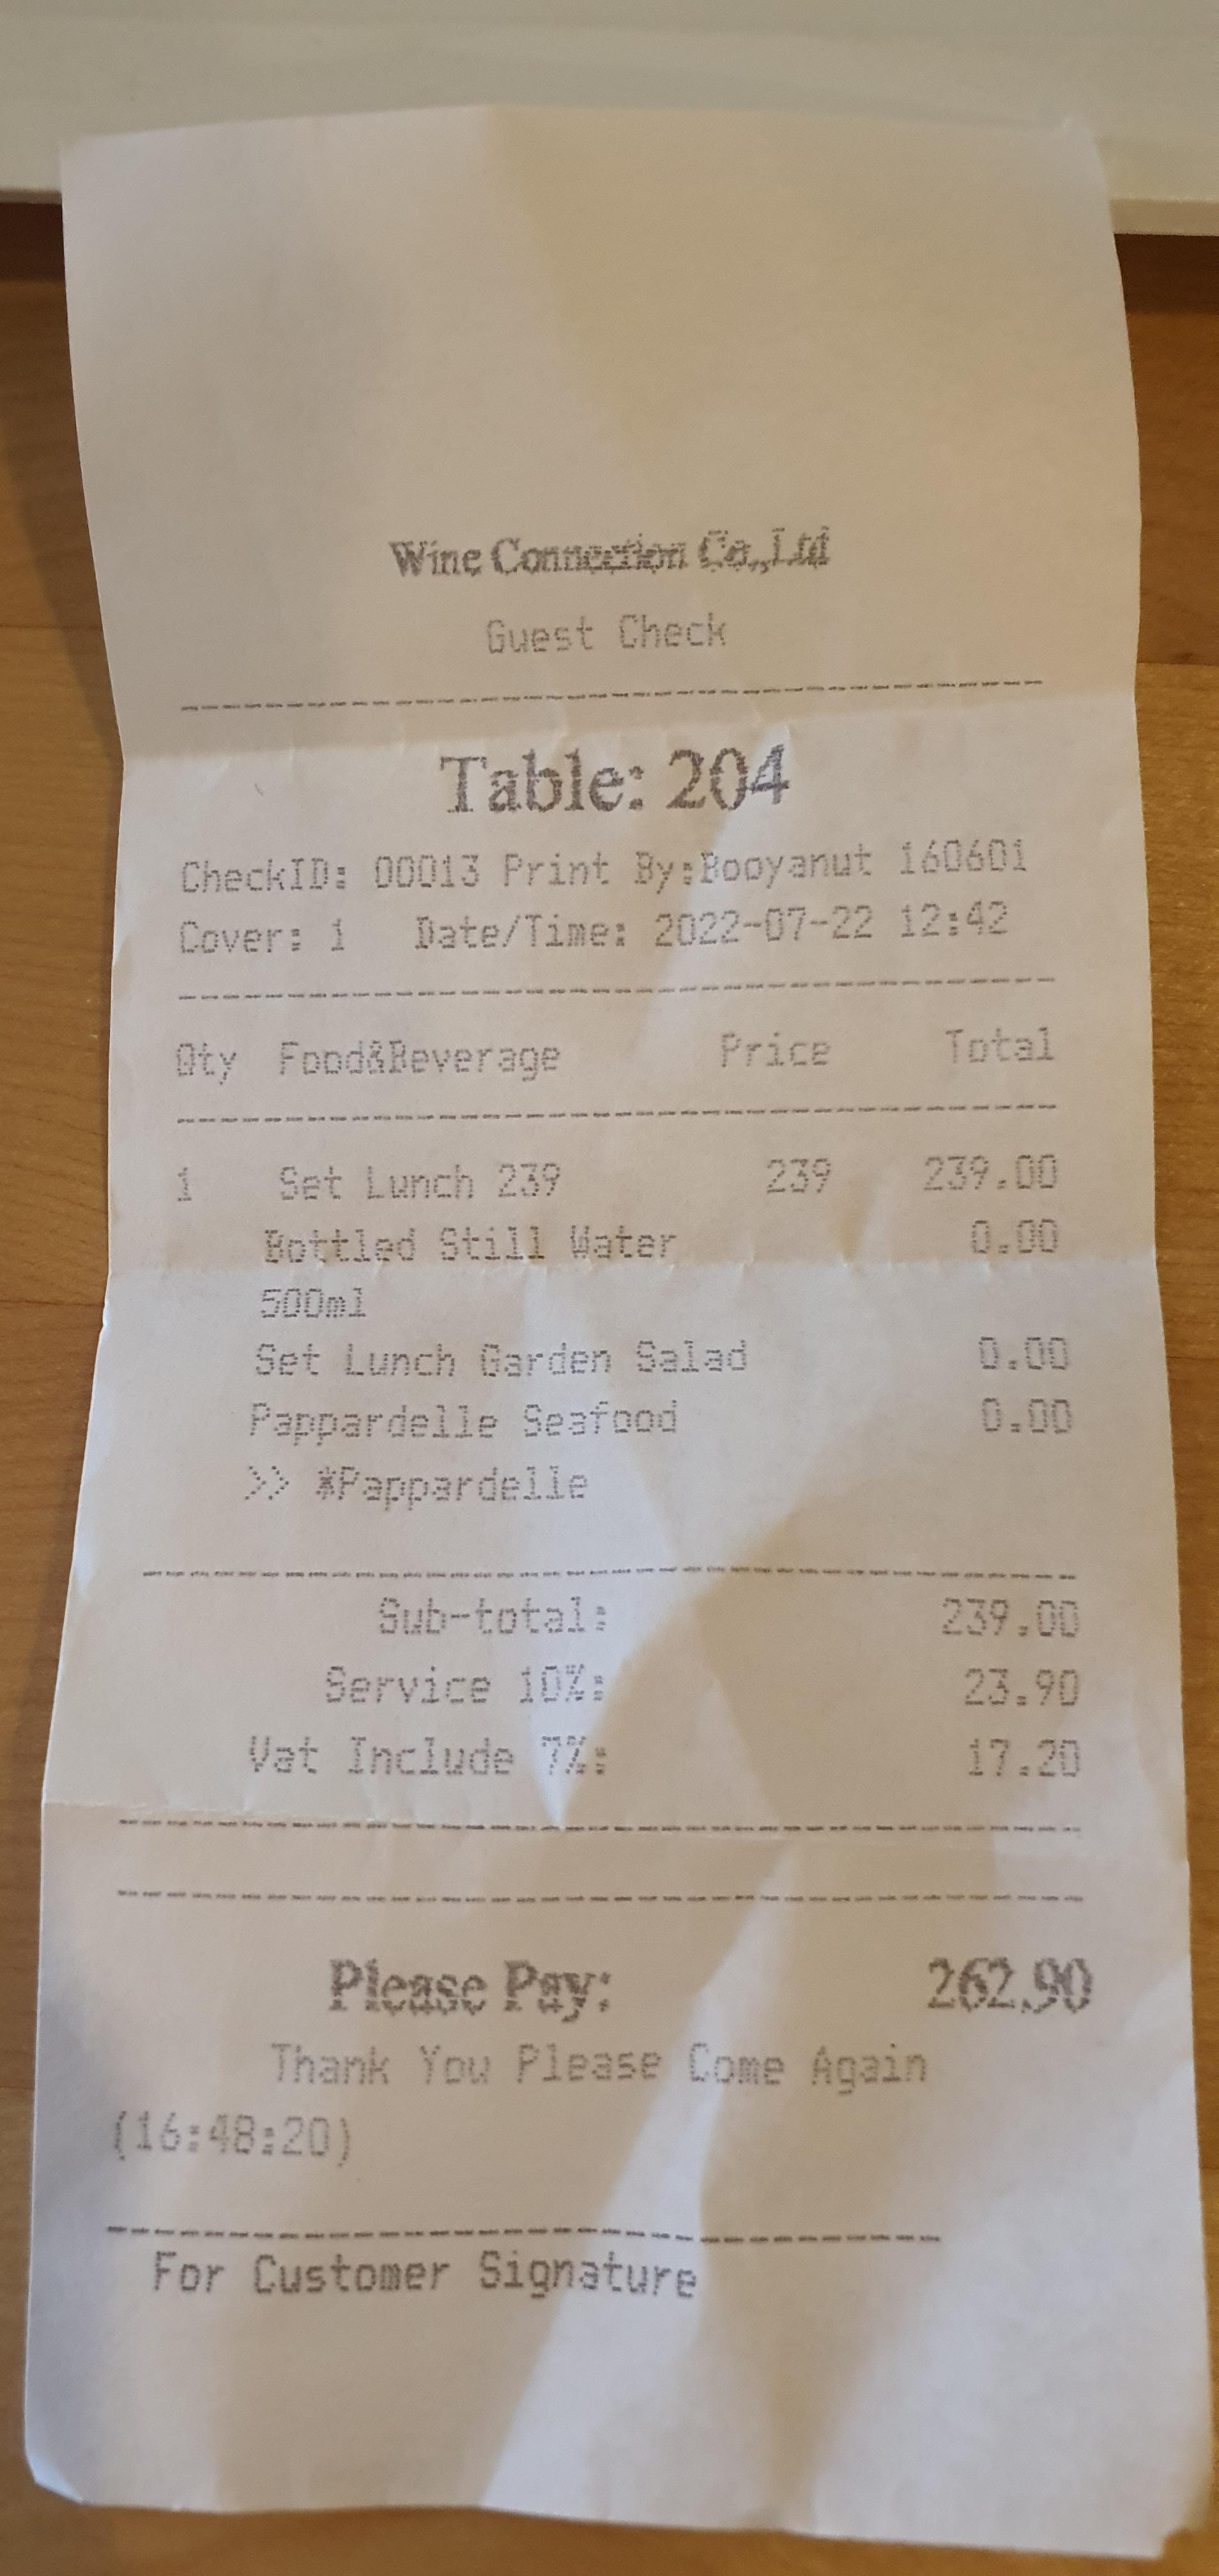 Wine Connection Co.,Ltd
Guest Check
Table: 204
CheckID: 00013 Print By:Booyanut 160601
Cover: 1 Date/Time: 2022-07-22 12:42
Qty Food&Beverage Price Total
1 Set Lunch 239 239 239.00
Bottled Still Water 0.00
500ml
Set Lunch Garden Salad 0.00
Pappardelle Seafood 0.00
>> *Pappardelle
Sub-total: 239.00
Service 10%: 23.90
Vat Include 7%: 17.20
Please Pay: 262.90
Thank You Please Come Again
(16:48:20)
For Customer Signature